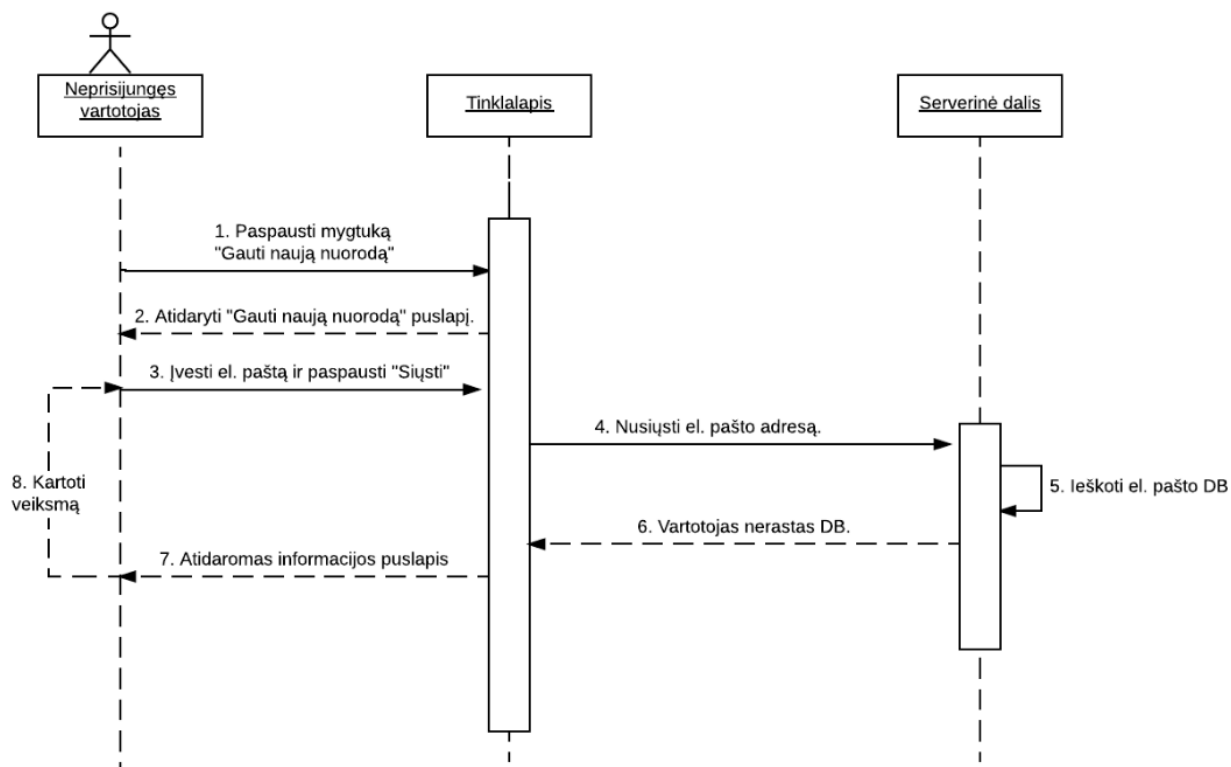 Neprisijungęs
vartotojas
Tinklalapis
Serverinė dalis
1. Paspausti mygtuką
"Gauti naują nuorodą"
2. Atidaryti "Gauti naują nuorodą" puslapį.
3. Įvesti el. paštą ir paspausti "Siųsti"
4. Nusiųsti el. pašto adresą.
5. Ieškoti el. pašto DB
6. Vartotojas nerastas DB.
7. Atidaromas informacijos puslapis
8. Kartoti
veiksmą